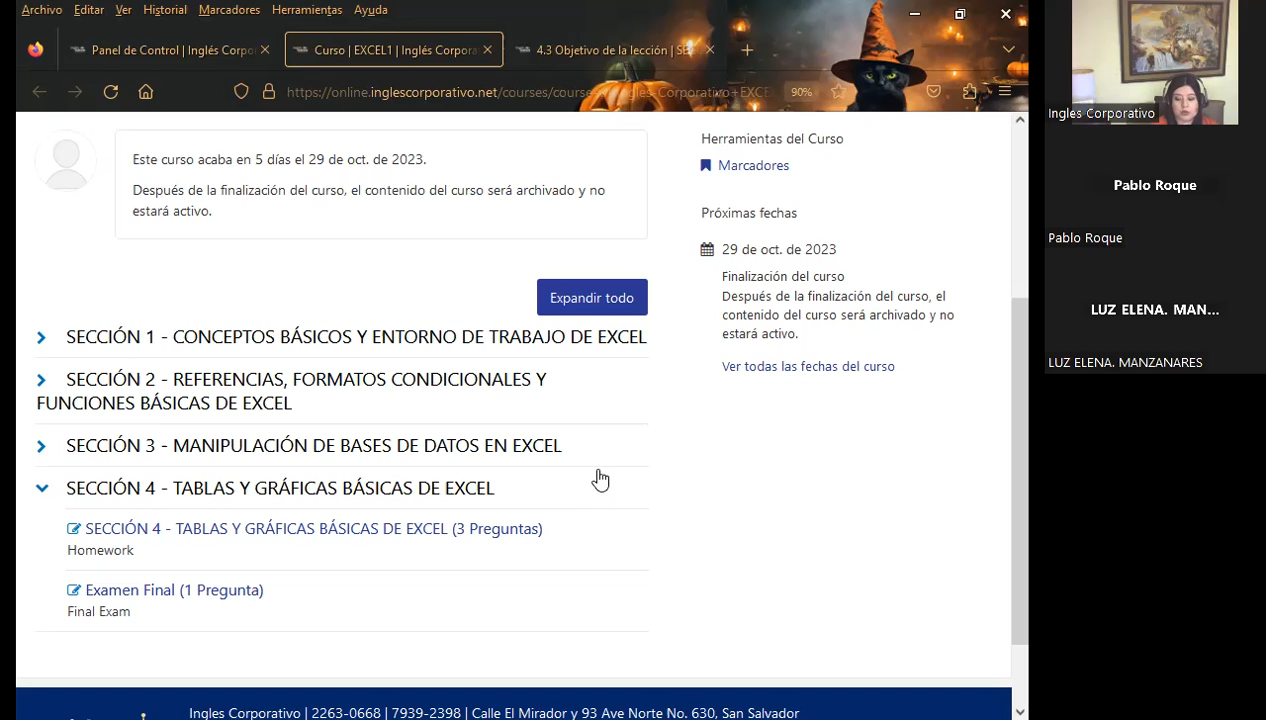 Archivo Editar Ver Historial Marcadores Herramientas Ayuda
Panel de Control | Inglés Corpo
Curso | EXCEL1 | Inglés Corpora
4.3 Objetivo de la lección | SE
https://online.inglescorporativo.net/courses/course
90%
Este curso acaba en 5 días el 29 de oct. de 2023.
Después de la finalización del curso, el contenido del curso será archivado y no
estará activo.
Expandir todo
SECCIÓN 1 - CONCEPTOS BÁSICOS Y ENTORNO DE TRABAJO DE EXCEL
SECCIÓN 2 - REFERENCIAS, FORMATOS CONDICIONALES Y
FUNCIONES BÁSICAS DE EXCEL
SECCIÓN 3 - MANIPULACIÓN DE BASES DE DATOS EN EXCEL
SECCIÓN 4 - TABLAS Y GRÁFICAS BÁSICAS DE EXCEL
SECCIÓN 4 - TABLAS Y GRÁFICAS BÁSICAS DE EXCEL (3 Preguntas)
Homework
Examen Final (1 Pregunta)
Final Exam
Herramientas del Curso
Marcadores
Próximas fechas
29 de oct. de 2023
Finalización del curso
Después de la finalización del curso, el
contenido del curso será archivado y no
estará activo.
Ver todas las fechas del curso
Ingles Corporativo | 2263-0668 | 7939-2398 | Calle El Mirador y 93 Ave Norte No. 630, San Salvador
Ingles Corporativo
Pablo Roque
Pablo Roque
LUZ ELENA. MAN...
LUZ ELENA. MANZANARES